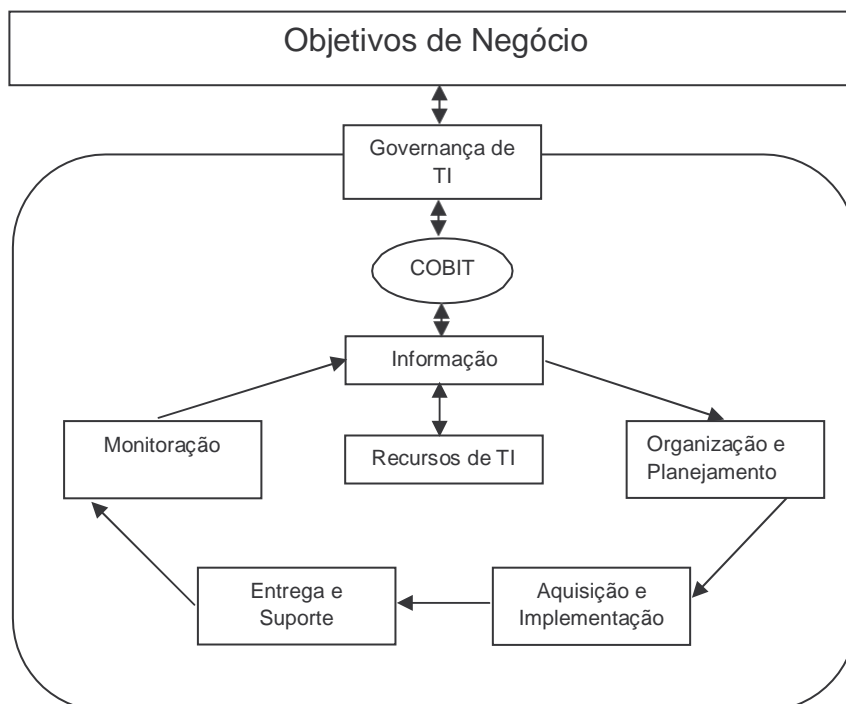 Objetivos de Negócio
Governança de
TI
COBIT
Informação
Monitoração
Recursos de TI
Organização e
Planejamento
Entrega e
Suporte
Aquisição e
Implementação